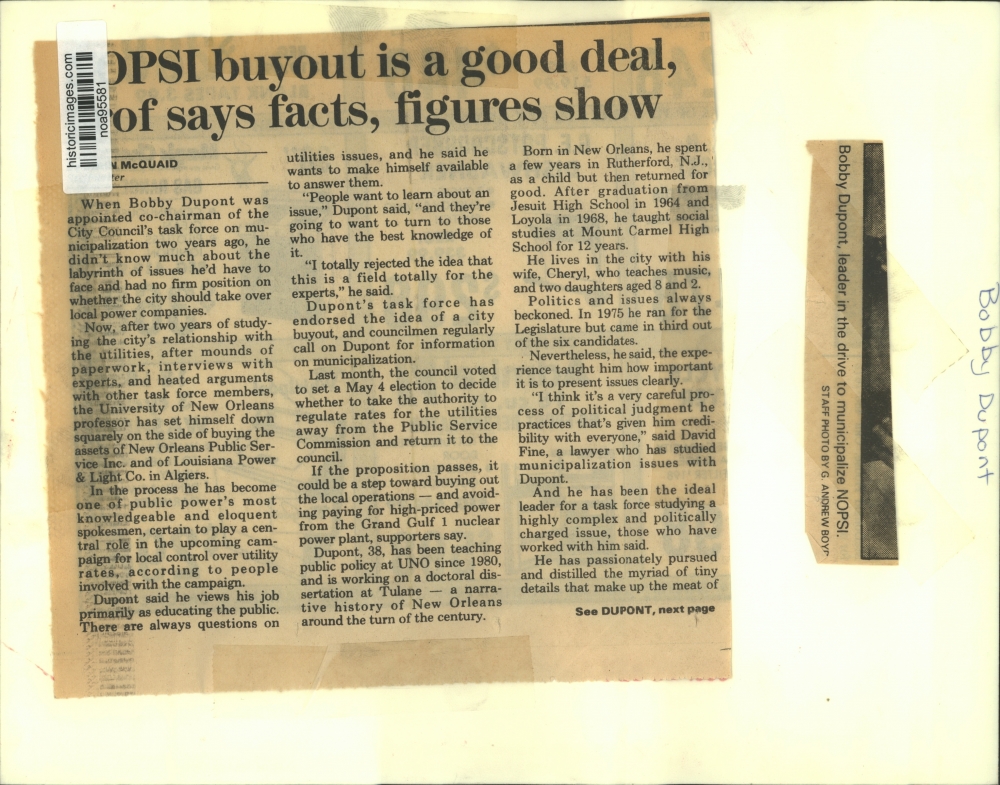 historicimages.com
noa95581
OPSI buyout is a good deal,
of says facts, figures show
N McQUAID
ter
When Bobby Dupont was
appointed co-chairman of the
City Council's task force on mu-
nicipalization two years ago, he
didn't know much about the
labyrinth of issues he'd have to
face and had no firm position on
whether the city should take over
local power companies.
Now, after two years of study-
ing the city's relationship with
the utilities, after mounds of
paperwork, interviews with
experts, and heated arguments
with other task force members,
the University of New Orleans
professor has set himself down
squarely on the side of buying the
assets of New Orleans Public Ser-
vice Inc. and of Louisiana Power
& Light Co. in Algiers.
In the process he has become
one of public power's most
knowledgeable and eloquent
spokesmen, certain to play a cen-
tral role in the upcoming cam-
paign for local control over utility
rates, according to people
involved with the campaign.
Dupont said he views his job
primarily as educating the public.
There are always questions on
utilities issues, and he said he
wants to make himself available
to answer them.
"People want to learn about an
issue," Dupont said, "and they're
going to want to turn to those
who have the best knowledge of
it.
"I totally rejected the idea that
this is a field totally for the
experts," he said.
Dupont's task force has
endorsed the idea of a city
buyout, and councilmen regularly
call on Dupont for information
on municipalization.
Last month, the council voted
to set a May 4 election to decide
whether to take the authority to
regulate rates for the utilities
away from the Public Service
Commission and return it to the
council.
If the proposition passes, it
could be a step toward buying out
the local operations — and avoid-
ing paying for high-priced power
from the Grand Gulf 1 nuclear
power plant, supporters say.
Dupont, 38, has been teaching
public policy at UNO since 1980,
and is working on a doctoral dis-
sertation at Tulane — a narra-
tive history of New Orleans
around the turn of the century.
Born in New Orleans, he spent
a few years in Rutherford, N.J.,
as a child but then returned for
good. After graduation from
Jesuit High School in 1964 and
Loyola in 1968, he taught social
studies at Mount Carmel High
School for 12 years.
He lives in the city with his
wife, Cheryl, who teaches music,
and two daughters aged 8 and 2.
Politics and issues always
beckoned. In 1975 he ran for the
Legislature but came in third out
of the six candidates.
Nevertheless, he said, the expe-
rience taught him how important
it is to present issues clearly.
"I think it's a very careful pro-
cess of political judgment he
practices that's given him credi-
bility with everyone," said David
Fine, a lawyer who has studied
municipalization issues with
Dupont.
And he has been the ideal
leader for a task force studying a
highly complex and politically
charged issue, those who have
worked with him said.
He has passionately pursued
and distilled the myriad of tiny
details that make up the meat of
See DUPONT, next page
Bobby Dupont, leader in the drive to municipalize NOPSI.
STAFF PHOTO BY G. ANDREW BOYD
Bobby Dupont